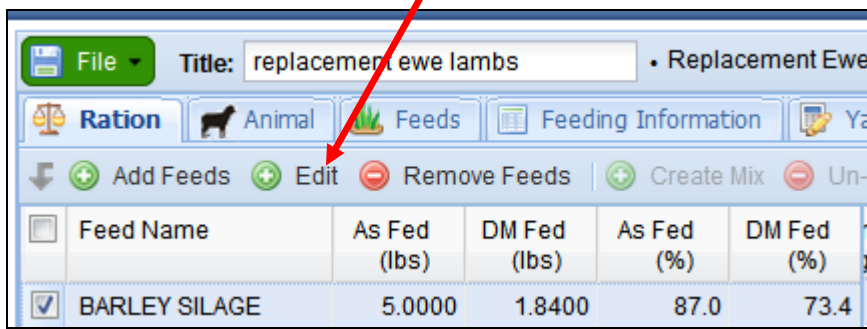 File Title: replacement ewe lambs • Replacement Ewe
Ration Animal Feeds Feeding Information
Add Feeds Edit Remove Feeds Create Mix Un-
Feed Name As Fed (lbs) DM Fed (lbs) As Fed (%) DM Fed (%)
BARLEY SILAGE 5.0000 1.8400 87.0 73.4